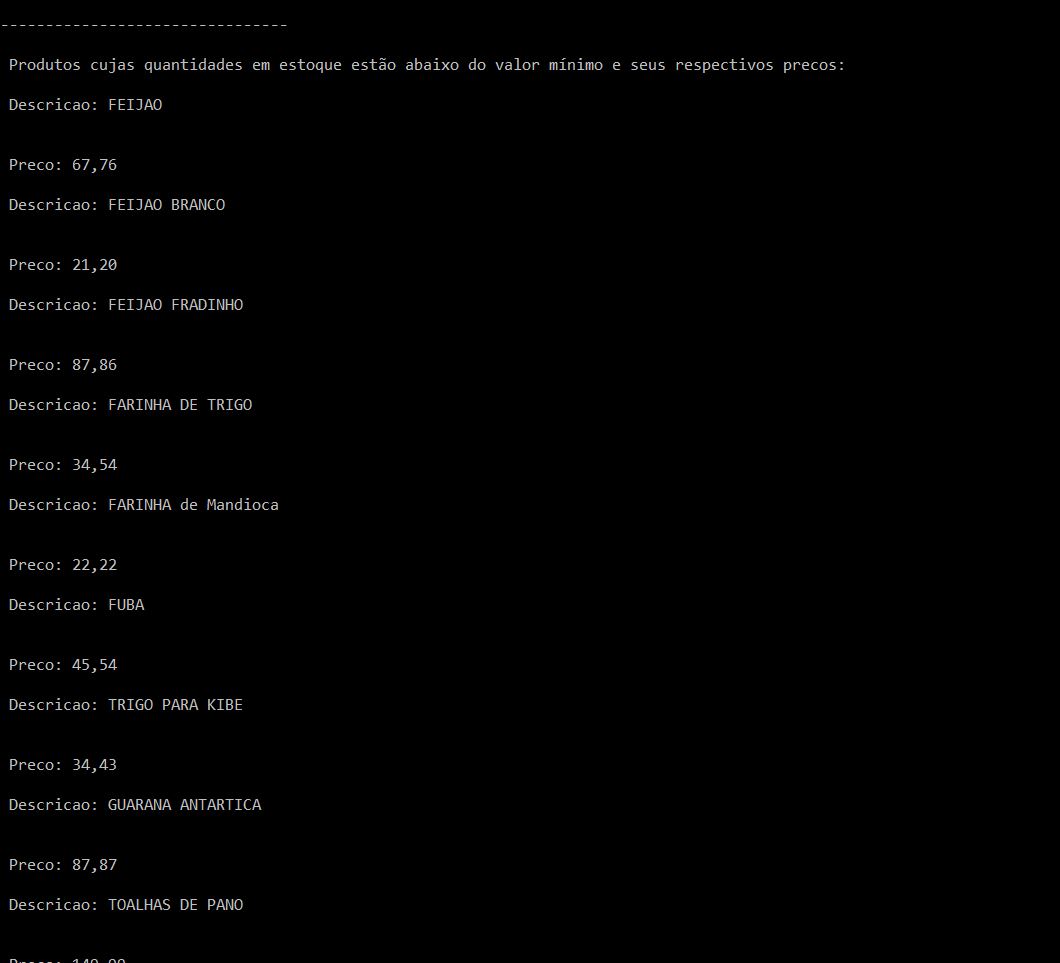 --------------------------------
Produtos cujas quantidades em estoque estão abaixo do valor mínimo e seus respectivos precos:
Descricao: FEIJAO
Preco: 67,76
Descricao: FEIJAO BRANCO
Preco: 21,20
Descricao: FEIJAO FRADINHO
Preco: 87,86
Descricao: FARINHA DE TRIGO
Preco: 34,54
Descricao: FARINHA de Mandioca
Preco: 22,22
Descricao: FUBA
Preco: 45,54
Descricao: TRIGO PARA KIBE
Preco: 34,43
Descricao: GUARANA ANTARTICA
Preco: 87,87
Descricao: TOALHAS DE PANO
Preco: